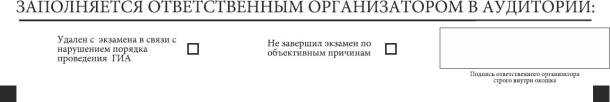 ЗАПОЛНЯЕТСЯ ОТВЕТСТВЕННЫМ ОРГАНИЗАТОРОМ В АУДИТОРИИ:
Удален с экзамена в связи с
нарушением порядка
проведения ГИА
Не завершил экзамен по
объективным причинам
Подпись ответственного организатора
строго внутри окошка